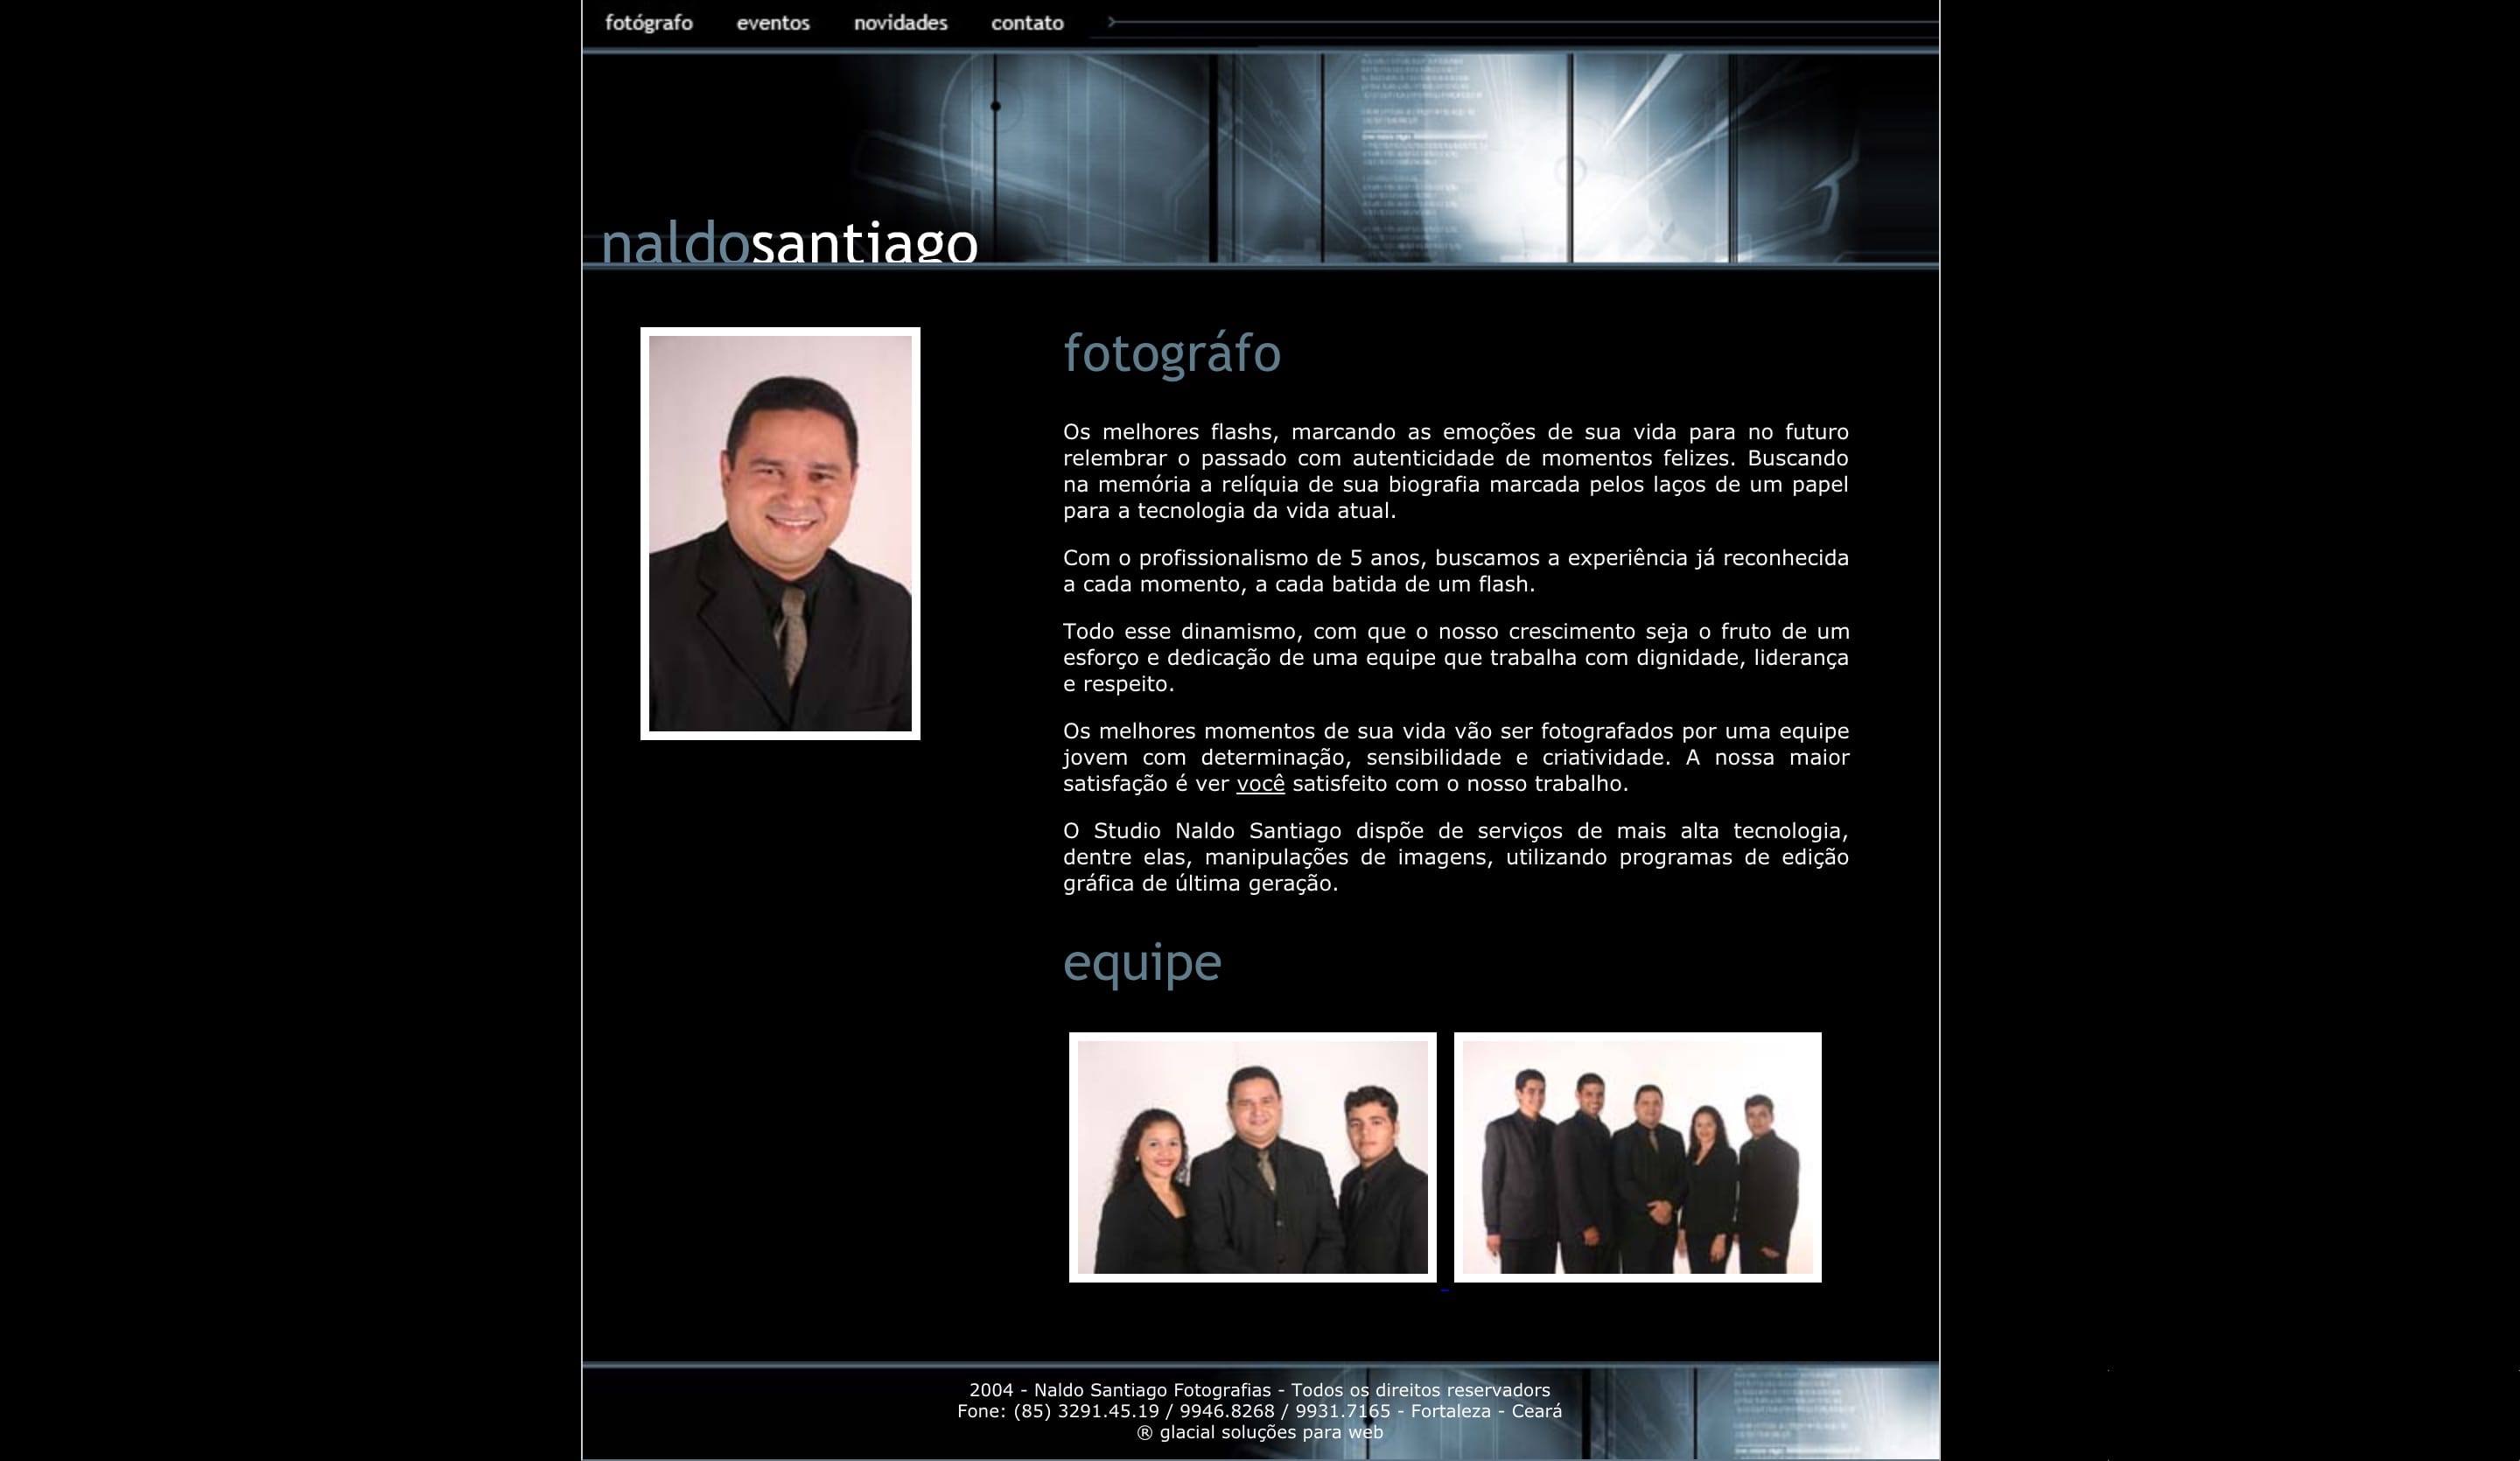 fotógrafo eventos novidades contato
naldosantiago
fotográfo
Os melhores flashs, marcando as emoções de sua vida para no futuro
relembrar o passado com autenticidade de momentos felizes. Buscando
na memória a relíquia de sua biografia marcada pelos laços de um papel
para a tecnologia da vida atual.
Com o profissionalismo de 5 anos, buscamos a experiência já reconhecida
a cada momento, a cada batida de um flash.
Todo esse dinamismo, com que o nosso crescimento seja o fruto de um
esforço e dedicação de uma equipe que trabalha com dignidade, liderança
e respeito.
Os melhores momentos de sua vida vão ser fotografados por uma equipe
jovem com determinação, sensibilidade e criatividade. A nossa maior
satisfação é ver você satisfeito com o nosso trabalho.
O Studio Naldo Santiago dispõe de serviços de mais alta tecnologia,
dentre elas, manipulações de imagens, utilizando programas de edição
gráfica de última geração.
equipe
2004 - Naldo Santiago Fotografias - Todos os direitos reservadors
Fone: (85) 3291.45.19 / 9946.8268 / 9931.7165 - Fortaleza - Ceará
® glacial soluções para web